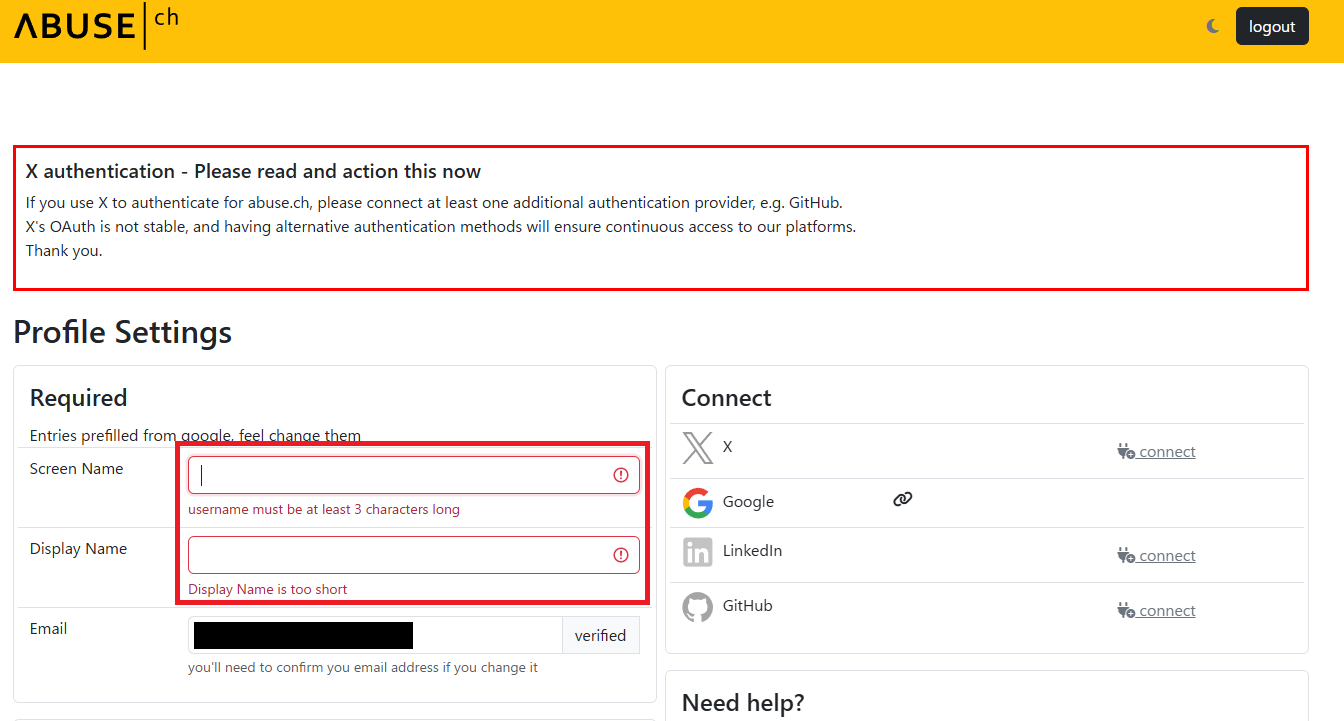 ABUSE ch
logout
X authentication - Please read and action this now
If you use X to authenticate for abuse.ch, please connect at least one additional authentication provider, e.g. GitHub.
X's OAuth is not stable, and having alternative authentication methods will ensure continuous access to our platforms.
Thank you.
Profile Settings
Required
Entries prefilled from google, feel change them
Screen Name
username must be at least 3 characters long
Display Name
Display Name is too short
Email
verified
you'll need to confirm you email address if you change it
Connect
X
connect
Google
LinkedIn
connect
GitHub
connect
Need help?